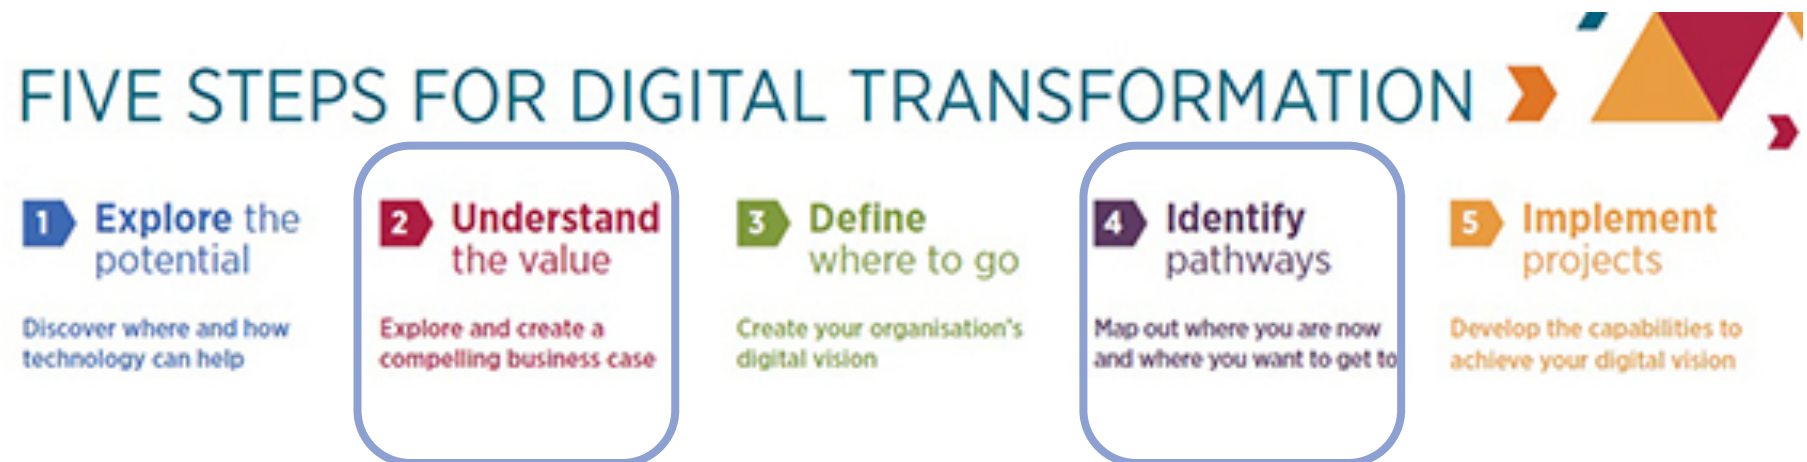 FIVE STEPS FOR DIGITAL TRANSFORMATION
1 Explore the
potential
Discover where and how
technology can help
2 Understand
the value
Explore and create a
compelling business case
3 Define
where to go
Create your organisation's
digital vision
4 Identify
pathways
Map out where you are now
and where you want to get to
5 Implement
projects
Develop the capabilities to
achieve your digital vision